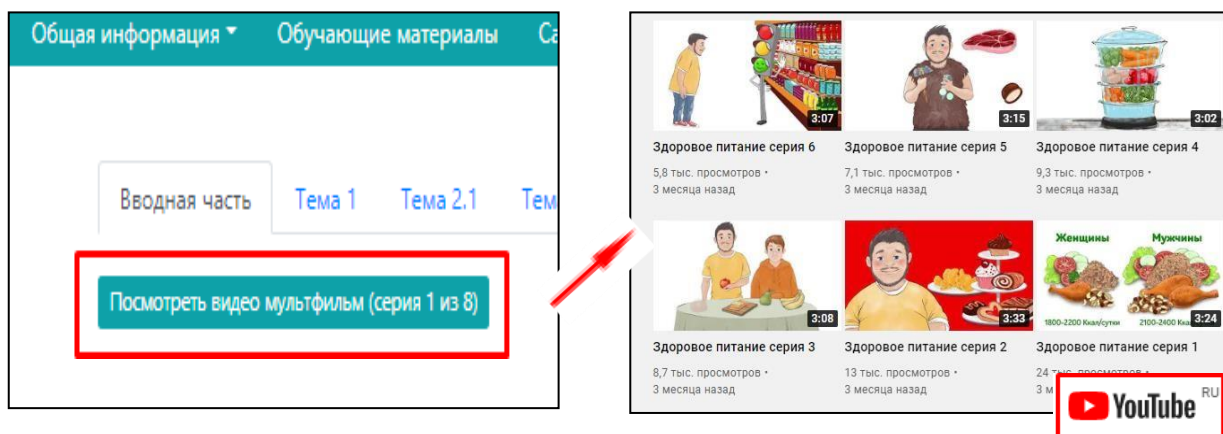 Общая информация
Обучающие материалы
Вводная часть
Тема 1
Тема 2.1
Посмотреть видео мультфильм (серия 1 из 8)
3:07
3:15
3:02
Здоровое питание серия 6
Здоровое питание серия 5
Здоровое питание серия 4
5,8 тыс. просмотров •
7,1 тыс. просмотров •
9,3 тыс. просмотров •
3 месяца назад
3 месяца назад
3 месяца назад
Женщины
Мужчины
1800-2200 Ккал/сутки
2100-2400
3:08
3:33
3:24
Здоровое питание серия 3
Здоровое питание серия 2
Здоровое питание серия 1
8,7 тыс. просмотров •
13 тыс. просмотров •
24
3 месяца назад
3 месяца назад
YouTube RU